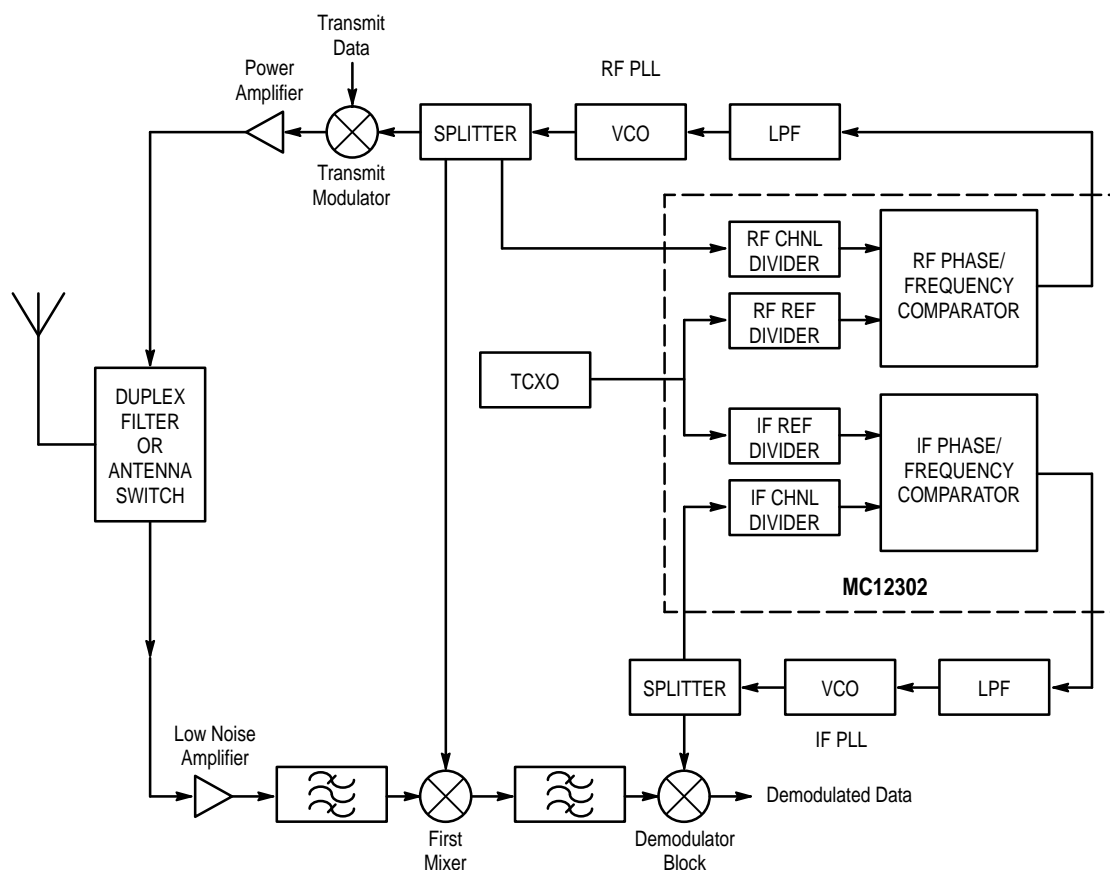 Transmit
Data
Power
Amplifier
RF PLL
SPLITTER
VCO
LPF
Transmit
Modulator
RF CHNL
DIVIDER
RF PHASE/
FREQUENCY
COMPARATOR
RF REF
DIVIDER
TCXO
DUPLEX
FILTER
OR
ANTENNA
SWITCH
IF REF
DIVIDER
IF PHASE/
FREQUENCY
COMPARATOR
IF CHNL
DIVIDER
MC12302
SPLITTER
VCO
LPF
IF PLL
Low Noise
Amplifier
Demodulated Data
First
Mixer
Demodulator
Block